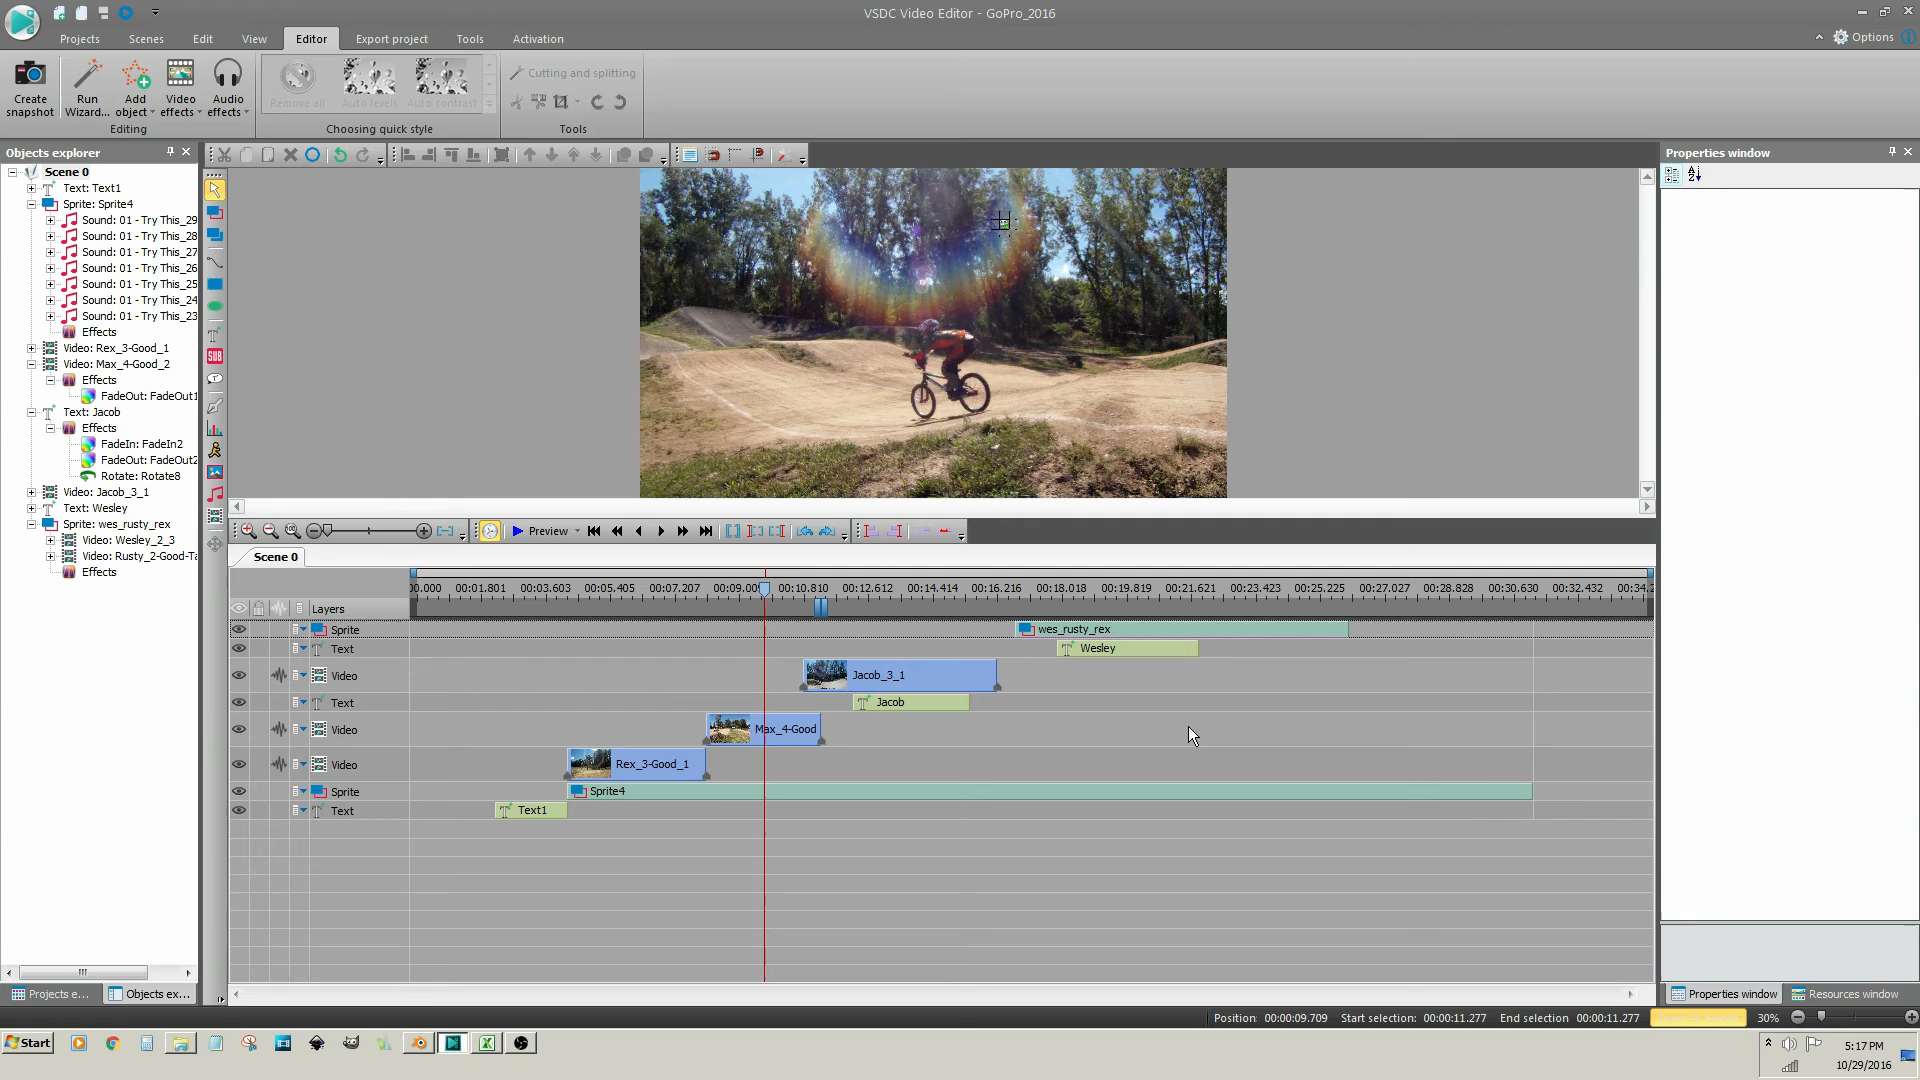 VSDC Video Editor - GoPro_2016
Projects
Scenes
Edit
View
Editor
Export project
Tools
Activation
Options
Create snapshot
Run Wizard...
Add object
Video effects
Audio effects
Editing
Remove all
Auto levels
Auto contrast
Choosing quick style
Cutting and splitting
Tools
Objects explorer
Scene 0
Text: Text1
Sprite: Sprite4
Sound: 01 - Try This_29
Sound: 01 - Try This_28
Sound: 01 - Try This_27
Sound: 01 - Try This_26
Sound: 01 - Try This_25
Sound: 01 - Try This_24
Sound: 01 - Try This_23
Effects
Video: Rex_3-Good_1
Video: Max_4-Good_2
Effects
FadeOut: FadeOut1
Text: Jacob
Effects
FadeIn: FadeIn2
FadeOut: FadeOut2
Rotate: Rotate8
Video: Jacob_3_1
Text: Wesley
Sprite: wes_rusty_rex
Video: Wesley_2_3
Video: Rusty_2-Good-Ta
Effects
Projects e...
Objects ex...
SUB
Preview
Scene 0
00.000 00:01.801 00:03.603 00:05.405 00:07.207 00:09.00 00:10.810 00:12.612 00:14.414 00:16.216 00:18.018 00:19.819 00:21.621 00:23.423 00:25.225 00:27.027 00:28.828 00:30.630 00:32.432 00:34.2
Layers
Sprite
wes_rusty_rex
Text
Wesley
Video
Jacob_3_1
Text
Jacob
Video
Max_4-Good
Video
Rex_3-Good_1
Sprite
Sprite4
Text
Text1
Properties window
Properties window
Resources window
Position: 00:00:09.709 Start selection: 00:00:11.277 End selection 00:00:11.277
30%
Start
5:17 PM
10/29/2016